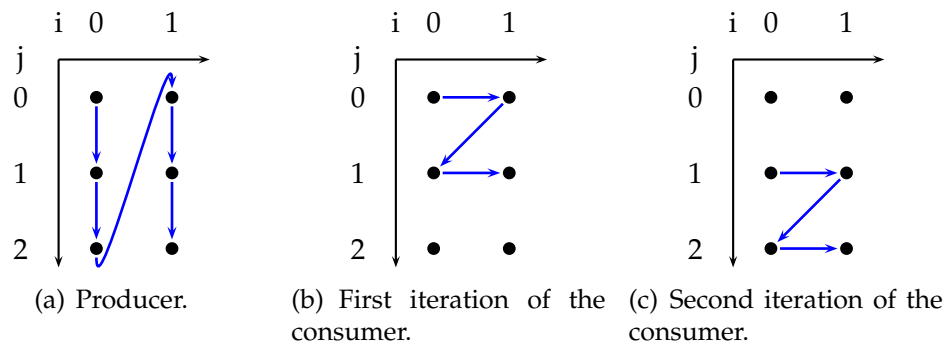 i 0 1
j
0
1
2
(a) Producer.
i 0 1
j
0
1
2
(b) First iteration of the
consumer.
i 0 1
j
0
1
2
(c) Second iteration of the
consumer.